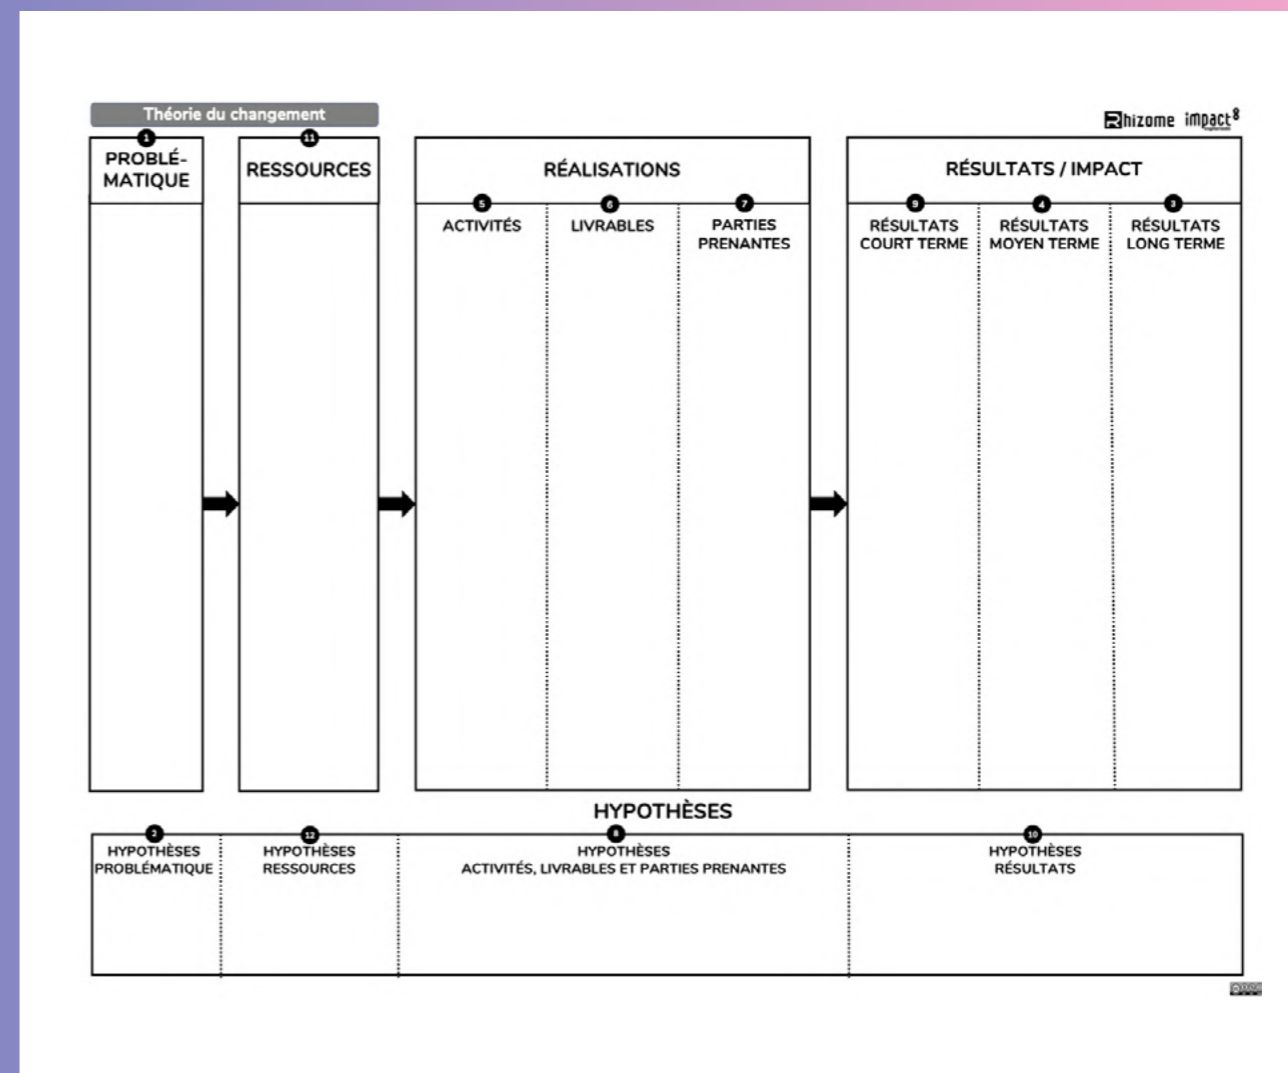 Théorie du changement
Rhizome impact8
1
PROBLÉ-
MATIQUE
11
RESSOURCES
RÉALISATIONS
5
ACTIVITÉS
6
LIVRABLES
7
PARTIES
PRENANTES
RÉSULTATS / IMPACT
9
RÉSULTATS
COURT TERME
4
RÉSULTATS
MOYEN TERME
3
RÉSULTATS
LONG TERME
HYPOTHÈSES
2
HYPOTHÈSES
PROBLÉMATIQUE
12
HYPOTHÈSES
RESSOURCES
8
HYPOTHÈSES
ACTIVITÉS, LIVRABLES ET PARTIES PRENANTES
10
HYPOTHÈSES
RÉSULTATS